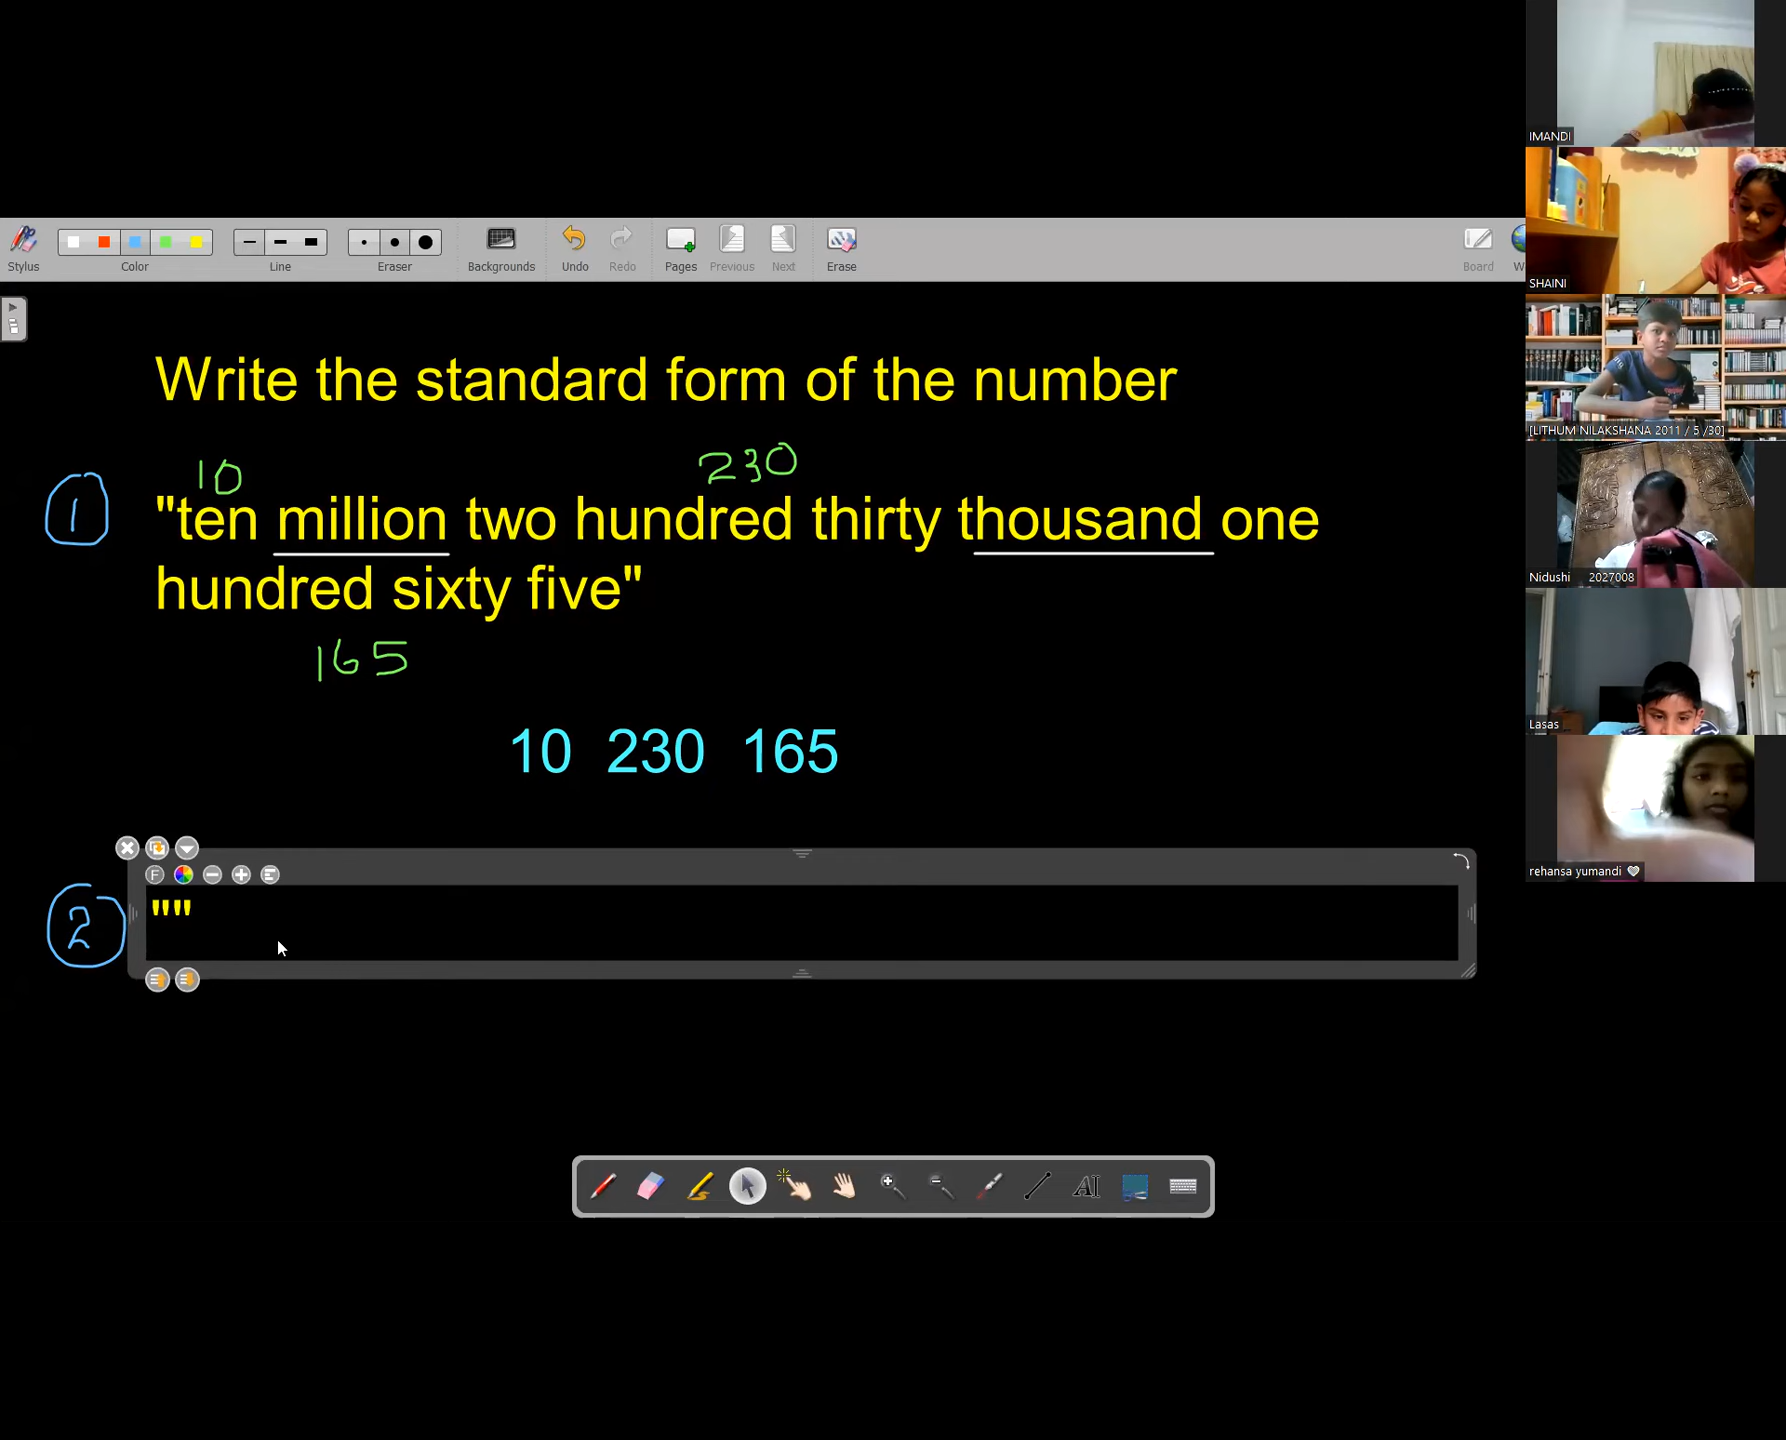 Stylus
Color
Line
Eraser
Backgrounds
Undo
Redo
Pages
Previous
Next
Erase
Board
W
Write the standard form of the number
10
230
1
"ten million two hundred thirty thousand one
hundred sixty five"
165
10 230 165
F
2
""
AI
IMANDI
SHAINI
[LITHUM NILAKSHANA 2011 / 5 /30]
Nidushi 2027008
Lasas
rehansa yumandi